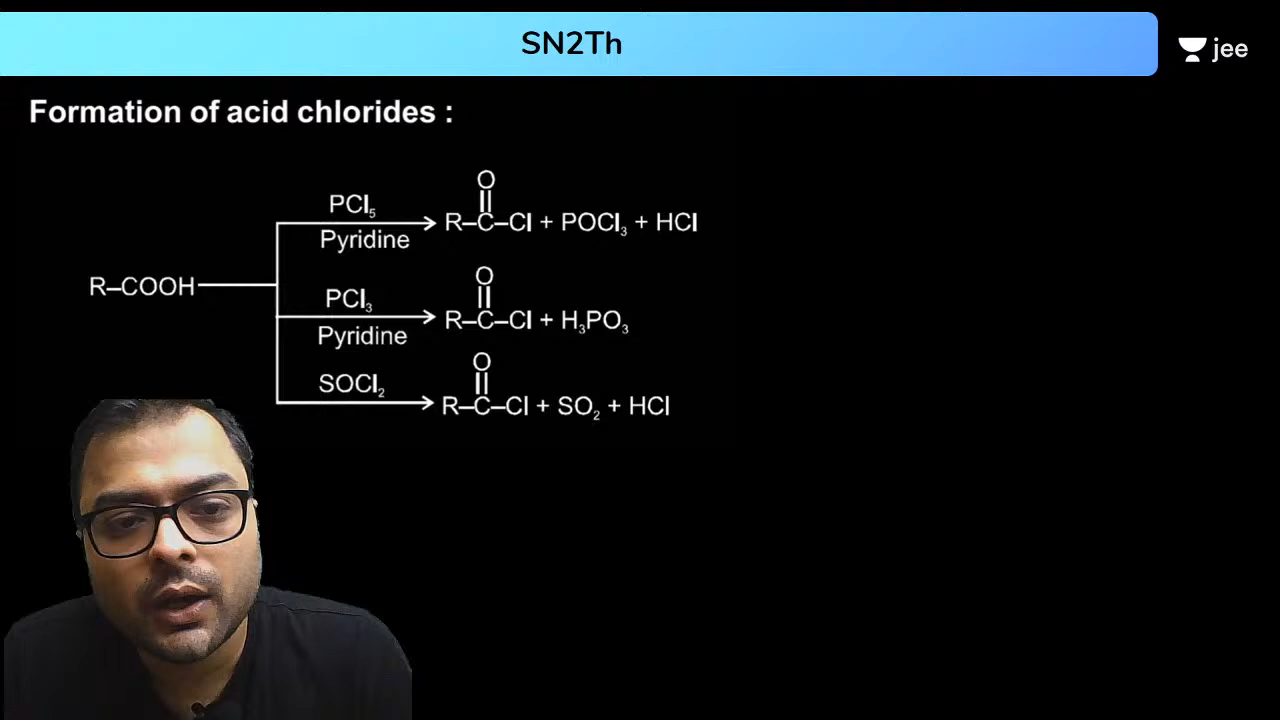 SN2Th
jee
Formation of acid chlorides :
O
PCl₅
R–C–Cl + POCl₃ + HCl
Pyridine
O
R–COOH
PCl₃
R–C–Cl + H₃PO₃
Pyridine
O
SOCl₂
R–C–Cl + SO₂ + HCl